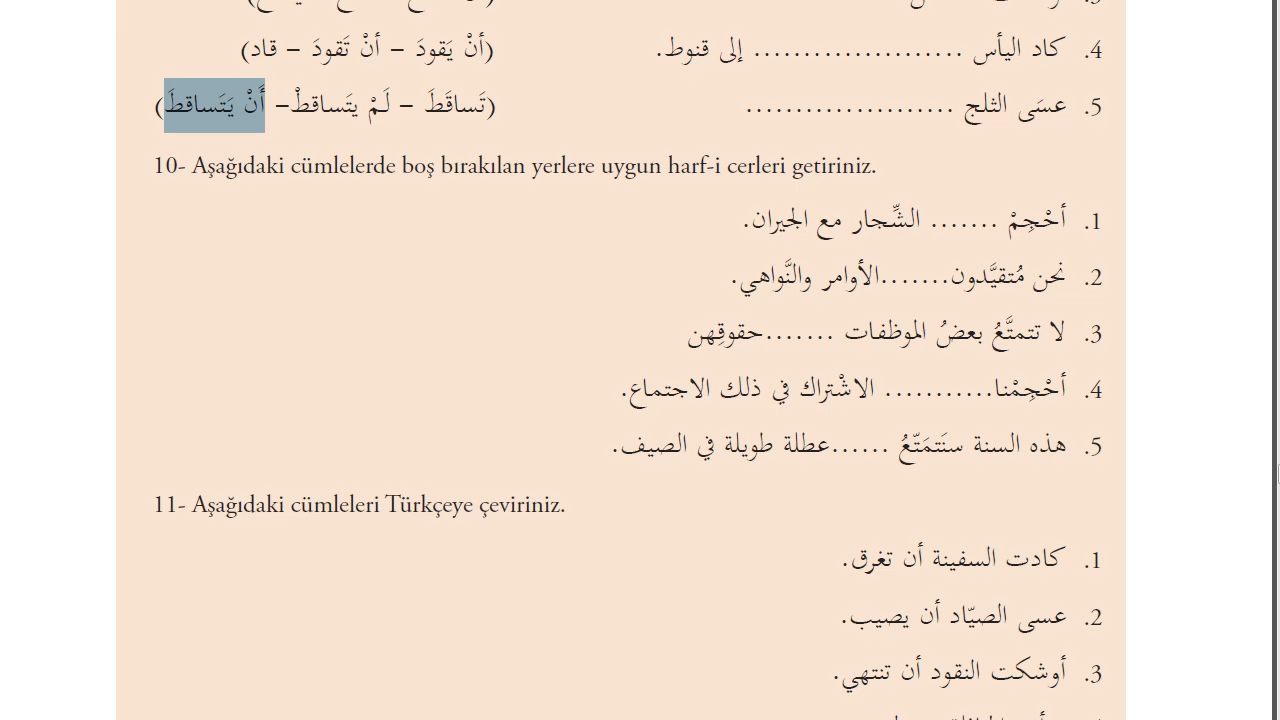 4. كاد اليأس ..................... إلى قنوط. (أنْ يَقودَ – أنْ تَقودَ – قاد)
5. عسَى الثلج ..................... (تَساقَطَ – لَمْ يتَساقطْ– أَنْ يَتَساقطَ)
10- Aşağıdaki cümlelerde boş bırakılan yerlere uygun harf-i cerleri getiriniz.
1. أحْجِمْ ....... الشِّجار مع الجيران.
2. نحن مُتقيَّدون.......الأوامر والنَّواهي.
3. لا تتمتَّعُ بعضُ الموظفات .......حقوقِهن
4. أحْجِمْنا........... الاشْتراك في ذلك الاجتماع.
5. هذه السنة سنَتمَتّعُ ......عطلة طويلة في الصيف.
11- Aşağıdaki cümleleri Türkçeye çeviriniz.
1. كادت السفينة أن تغرق.
2. عسى الصيّاد أن يصيب.
3. أوشكت النقود أن تنتهي.